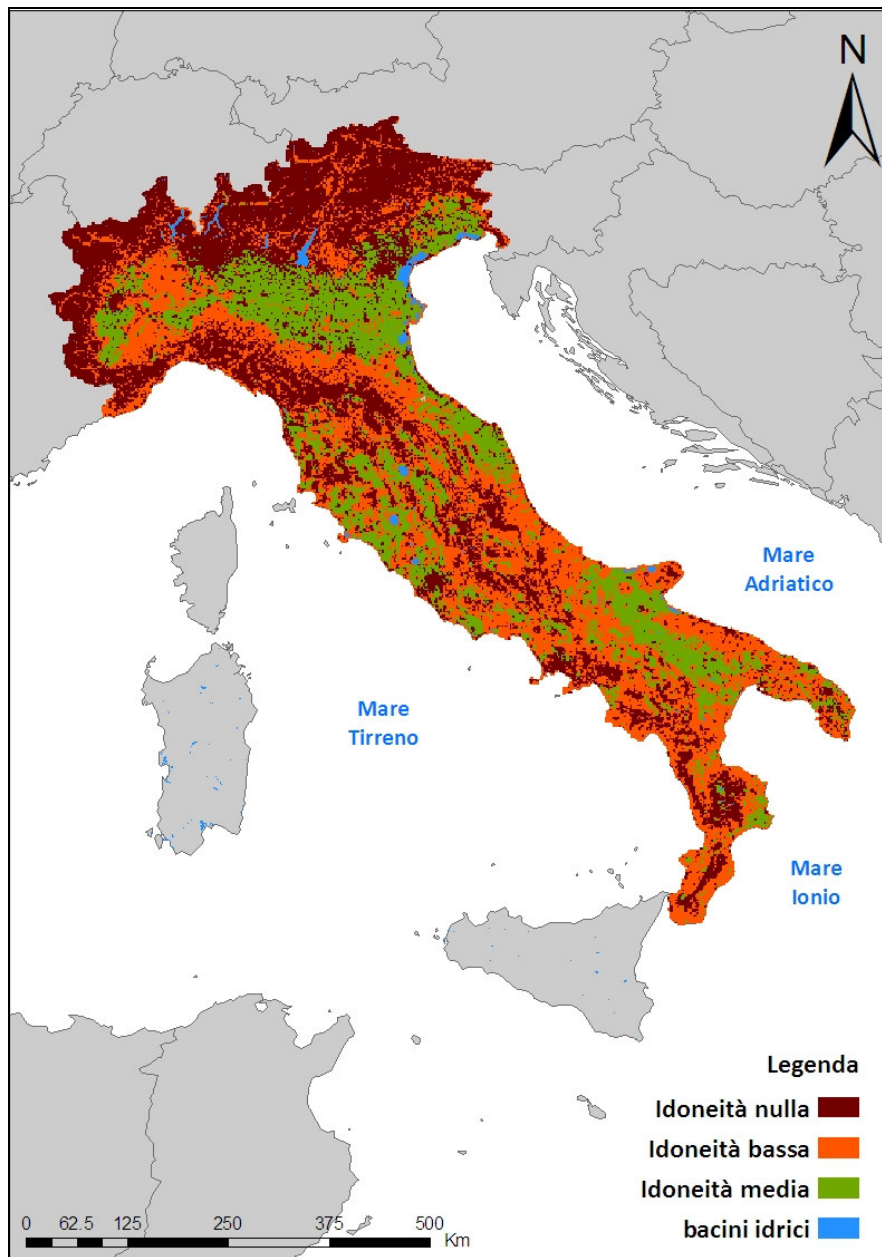 N
Mare
Adriatico
Mare
Tirreno
Mare
Ionio
Legenda
Idoneità nulla
Idoneità bassa
Idoneità media
bacini idrici
0 62.5 125 250 375 500
Km